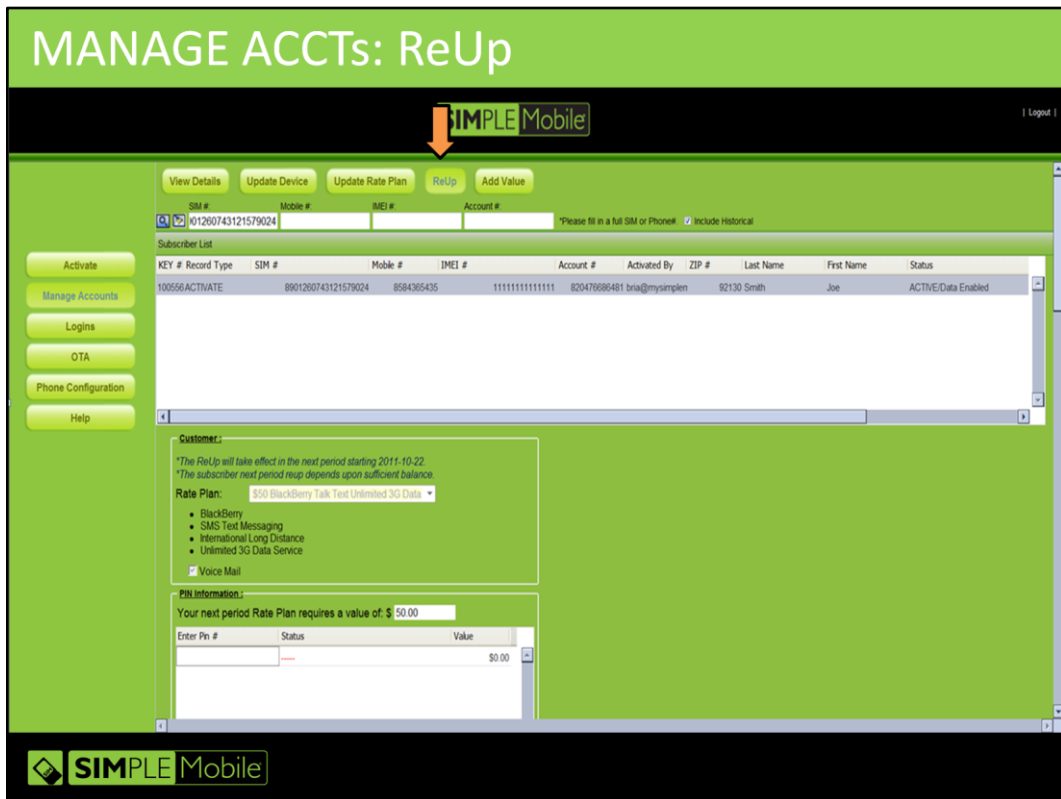 MANAGE ACCTs: ReUp
SIMPLE Mobile
| Logout |
View Details Update Device Update Rate Plan ReUp Add Value
SIM #: Mobile #: IMEI #: Account #:
01260743121579024 *Please fill in a full SIM or Phone#. Include Historical
Subscriber List
KEY # Record Type SIM # Mobile # IMEI # Account # Activated By ZIP # Last Name First Name Status
100556 ACTIVATE 8901260743121579024 8584365435 11111111111111 820476686481 bria@mysimplen 92130 Smith Joe ACTIVE/Data Enabled
Activate
Manage Accounts
Logins
OTA
Phone Configuration
Help
Customer :
*The ReUp will take effect in the next period starting 2011-10-22.
*The subscriber next period reup depends upon sufficient balance.
Rate Plan: $50 BlackBerry Talk Text Unlimited 3G Data
• BlackBerry
• SMS Text Messaging
• International Long Distance
• Unlimited 3G Data Service
Voice Mail
PIN Information :
Your next period Rate Plan requires a value of: $ 50.00
Enter Pin # Status Value
----- $0.00
SIMPLE Mobile